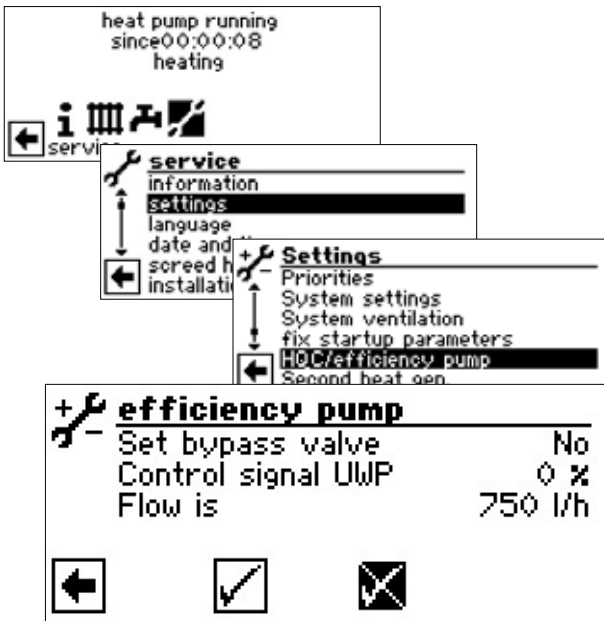 heat pump running
since00:00:08
heating
service
information
settings
language
date and
screed h
installati
Settings
Priorities
System settings
System ventilation
fix startup parameters
HQC/efficiency pump
Second heat gen.
efficiency pump
Set bypass valve No
Control signal UWP 0 %
Flow is 750 l/h